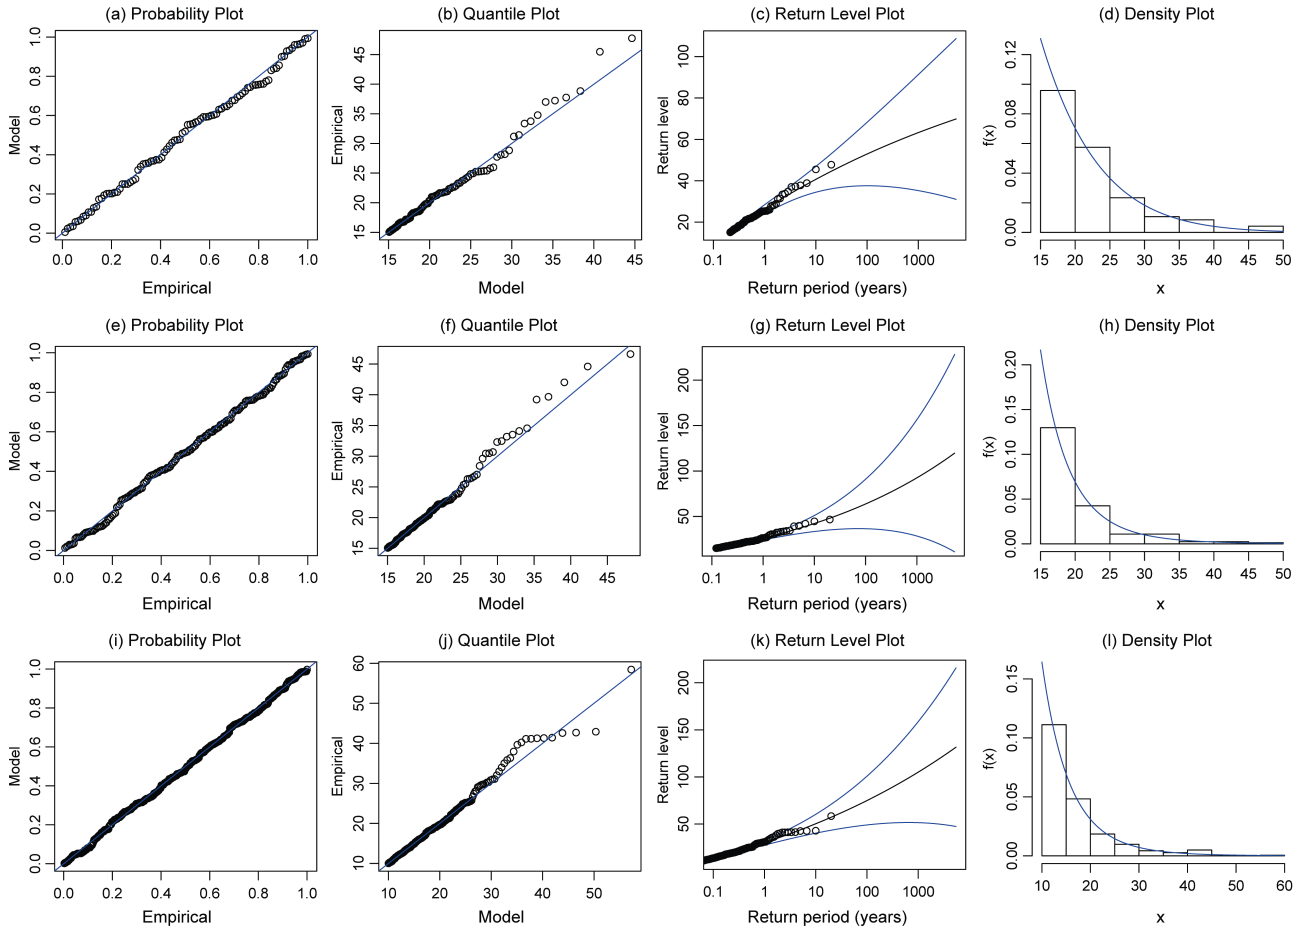 (a) Probability Plot
(b) Quantile Plot
(c) Return Level Plot
(d) Density Plot
Model
0.0 0.2 0.4 0.6 0.8 1.0
0.0 0.2 0.4 0.6 0.8 1.0
Empirical
Empirical
15 20 25 30 35 40 45
15 20 25 30 35 40 45
Model
Return level
20 40 60 80 100
0.1 1 10 100 1000
Return period (years)
f(x)
0.00 0.04 0.08 0.12
15 20 25 30 35 40 45 50
x
(e) Probability Plot
(f) Quantile Plot
(g) Return Level Plot
(h) Density Plot
Model
0.0 0.2 0.4 0.6 0.8 1.0
0.0 0.2 0.4 0.6 0.8 1.0
Empirical
Empirical
15 20 25 30 35 40 45
15 20 25 30 35 40 45
Model
Return level
50 100 150 200
0.1 1 10 100 1000
Return period (years)
f(x)
0.00 0.05 0.10 0.15 0.20
15 20 25 30 35 40 45 50
x
(i) Probability Plot
(j) Quantile Plot
(k) Return Level Plot
(l) Density Plot
Model
0.0 0.2 0.4 0.6 0.8 1.0
0.0 0.2 0.4 0.6 0.8 1.0
Empirical
Empirical
10 20 30 40 50 60
10 20 30 40 50
Model
Return level
50 100 150 200
0.1 1 10 100 1000
Return period (years)
f(x)
0.00 0.05 0.10 0.15
10 20 30 40 50 60
x